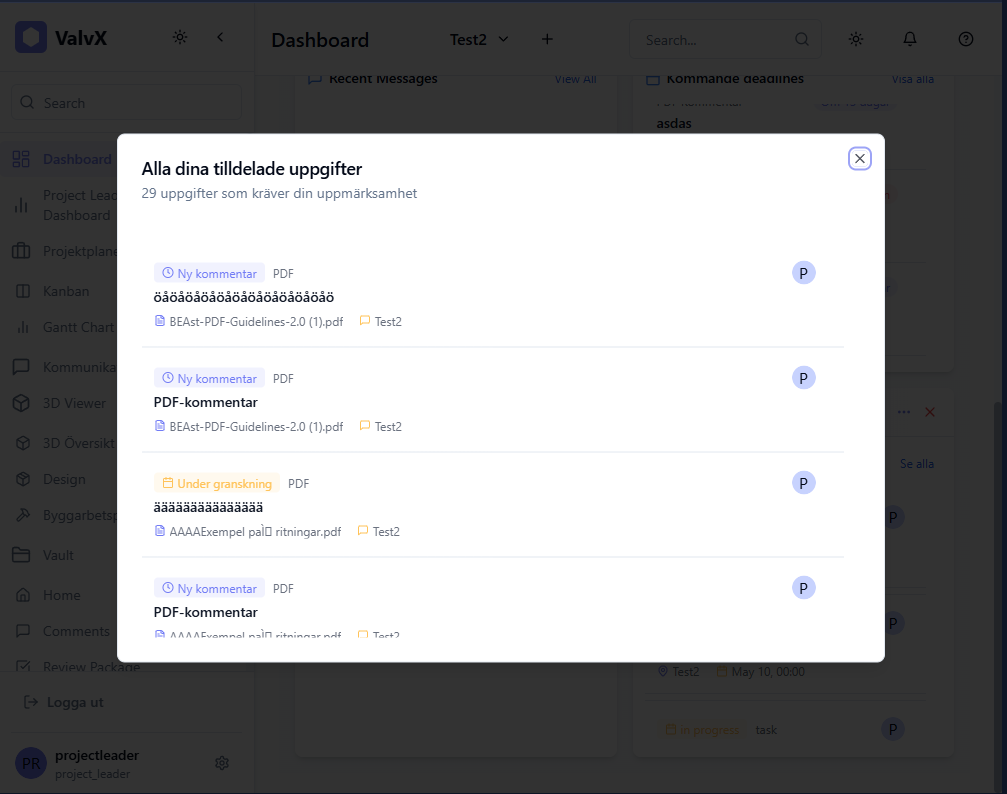 ValvX
Dashboard
Test2
Search...
Search
Recent Messages
View All
Kommande deadlines
Visa alla
asdas
Dashboard
Project Lead
Dashboard
Projektplane
Kanban
Gantt Chart
Kommunika
3D Viewer
3D Översikt
Design
Byggarbetsp
Vault
Home
Comments
Review Package
Logga ut
PR
projectleader
project_leader
Alla dina tilldelade uppgifter
29 uppgifter som kräver din uppmärksamhet
Ny kommentar PDF
P
öåöåöåöåöåöåöåöåöåöåöåö
BEAst-PDF-Guidelines-2.0 (1).pdf Test2
Ny kommentar PDF
P
PDF-kommentar
BEAst-PDF-Guidelines-2.0 (1).pdf Test2
Under granskning PDF
P
äääääääääääääää
AAAAExempel paÌ▯ ritningar.pdf Test2
Ny kommentar PDF
P
PDF-kommentar
AAAAExempel paÌ▯ ritningar.pdf Test2
Se alla
P
P
Test2 May 10, 00:00
in progress task
P